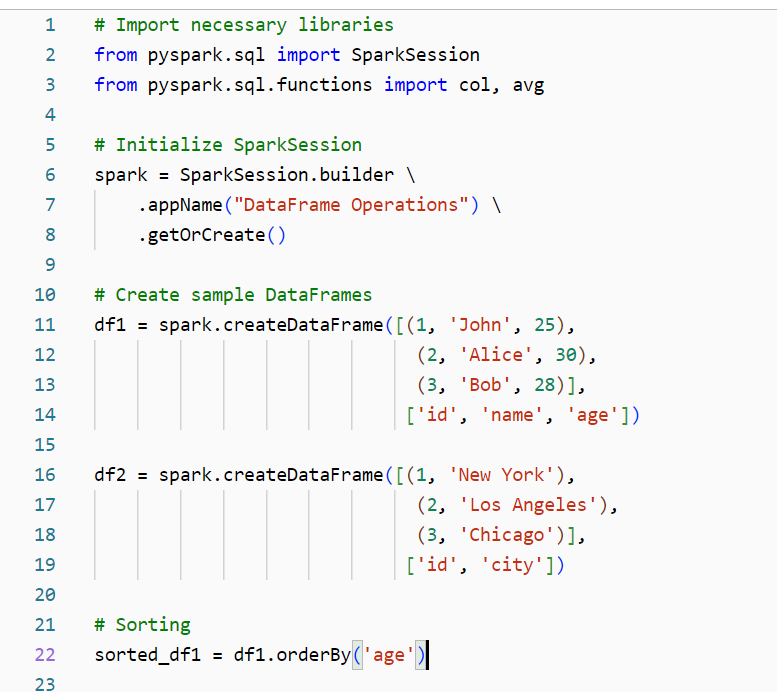 1 # Import necessary libraries
2 from pyspark.sql import SparkSession
3 from pyspark.sql.functions import col, avg
4
5 # Initialize SparkSession
6 spark = SparkSession.builder \
7     .appName("DataFrame Operations") \
8     .getOrCreate()
9
10 # Create sample DataFrames
11 df1 = spark.createDataFrame([(1, 'John', 25),
12                               (2, 'Alice', 30),
13                               (3, 'Bob', 28)],
14                              ['id', 'name', 'age'])
15
16 df2 = spark.createDataFrame([(1, 'New York'),
17                               (2, 'Los Angeles'),
18                               (3, 'Chicago')],
19                              ['id', 'city'])
20
21 # Sorting
22 sorted_df1 = df1.orderBy('age')
23